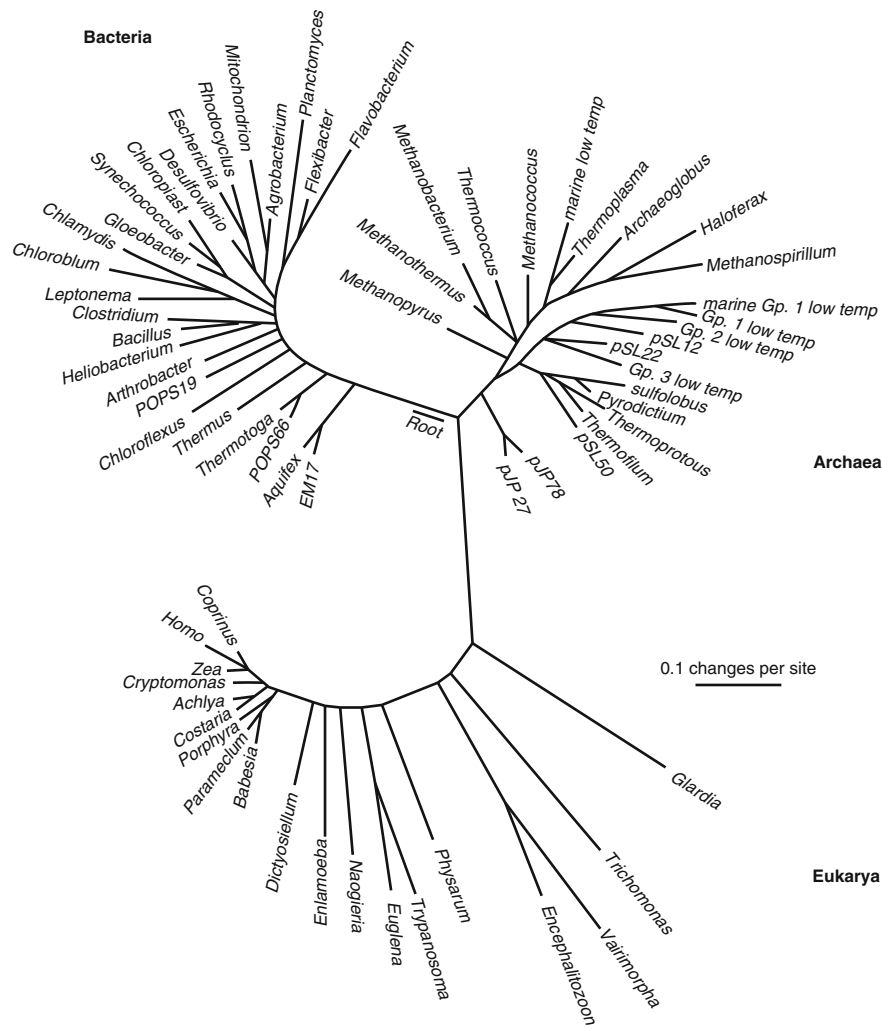 Bacteria
Planctomyces
Mitochndrion
Flavobacterium
Rhodocyclus
Agrobacterium
Flexibacter
Escherichia
Desulfovibrio
Chloropiast
Synechococcus
Gloeobacter
Chlamydis
Chloroblum
Leptonema
Clostridium
Bacillus
Heliobacterium
Arthrobacter
POPS19
Chloroflexus
Thermus
Thermotoga
POPS66
Aquifex
EM17
Root
Methanopyrus
Methanothermus
Methanobacterium
Thermococcus
Methanococcus
marine low temp
Thermoplasma
Archaeoglobus
Haloferax
Methanospirillum
marine Gp. 1 low temp
Gp. 1 low temp
Gp. 2 low temp
pSL12
pSL22
Gp. 3 low temp
sulfolobus
Pyrodictium
Thermoprotous
Thermofilum
pSL50
pJP78
pJP 27
Archaea
Coprinus
Homo
Zea
Cryptomonas
Achlya
Costaria
Porphyra
Parameclum
Babesia
Dictyosiellum
Enlamoeba
Naogieria
Euglena
Trypanosoma
Physarum
Encephalitozoon
Vairimorpha
Trichomonas
Glardia
0.1 changes per site
Eukarya